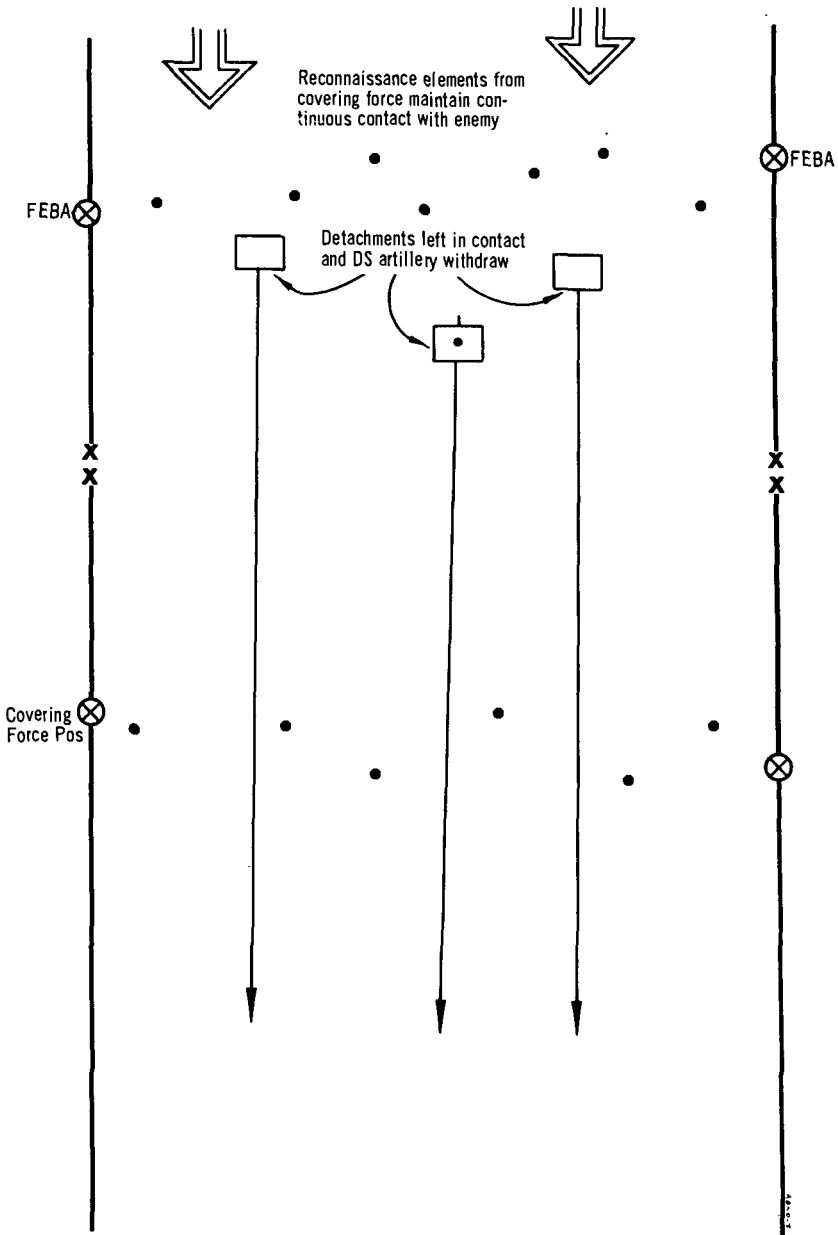 Reconnaissance elements from
covering force maintain con-
tinuous contact with enemy
FEBA
FEBA
Detachments left in contact
and DS artillery withdraw
X
X
X
X
Covering
Force Pos